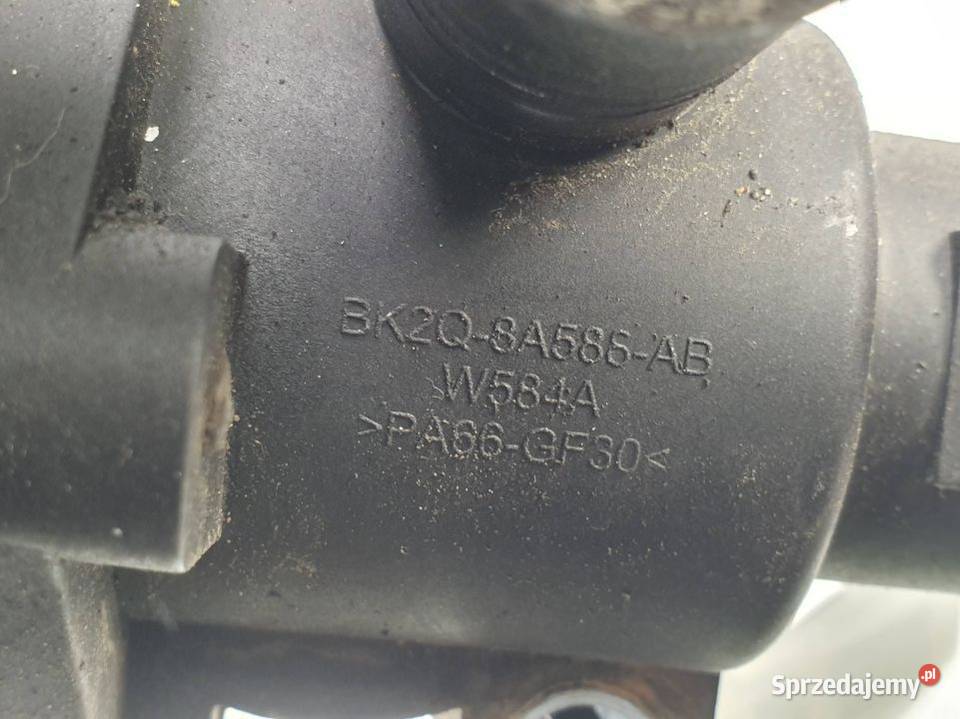 BK2Q-8A586-AB
W584A
>PA66-GF30<
Sprzedajemy.pl